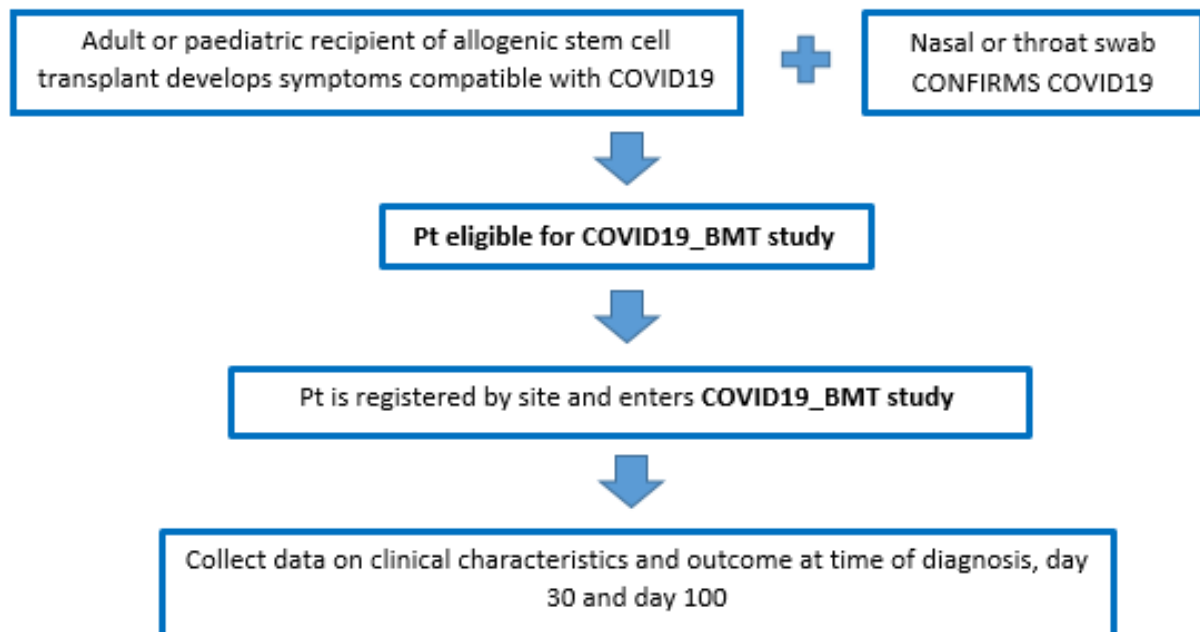 Adult or paediatric recipient of allogenic stem cell
transplant develops symptoms compatible with COVID19
Nasal or throat swab
CONFIRMS COVID19
Pt eligible for COVID19_BMT study
Pt is registered by site and enters COVID19_BMT study
Collect data on clinical characteristics and outcome at time of diagnosis, day
30 and day 100